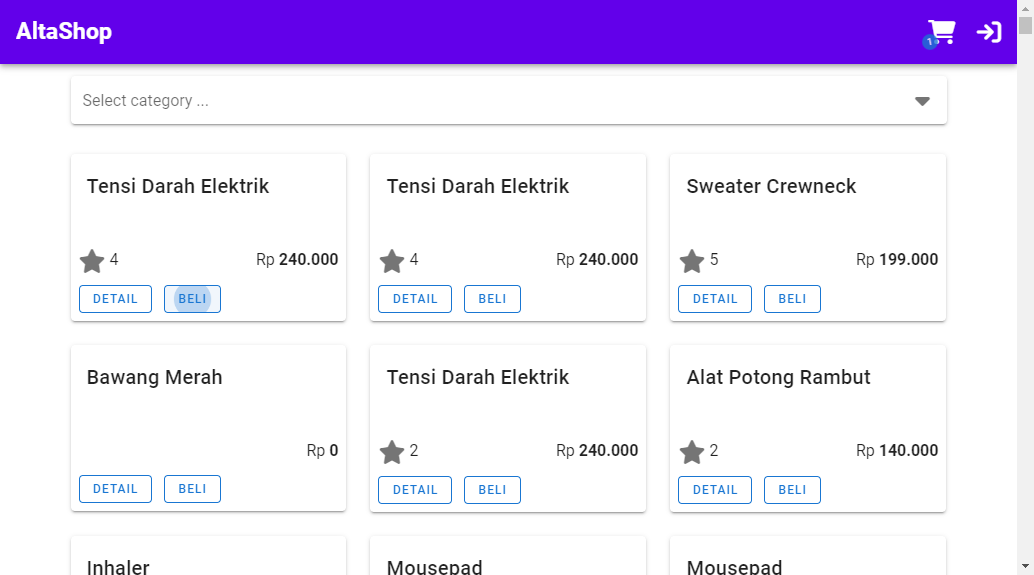 AltaShop
1
Select category ...
Tensi Darah Elektrik
4 Rp 240.000
DETAIL BELI
Tensi Darah Elektrik
4 Rp 240.000
DETAIL BELI
Sweater Crewneck
5 Rp 199.000
DETAIL BELI
Bawang Merah
Rp 0
DETAIL BELI
Tensi Darah Elektrik
2 Rp 240.000
DETAIL BELI
Alat Potong Rambut
2 Rp 140.000
DETAIL BELI
Inhaler
Mousepad
Mousepad